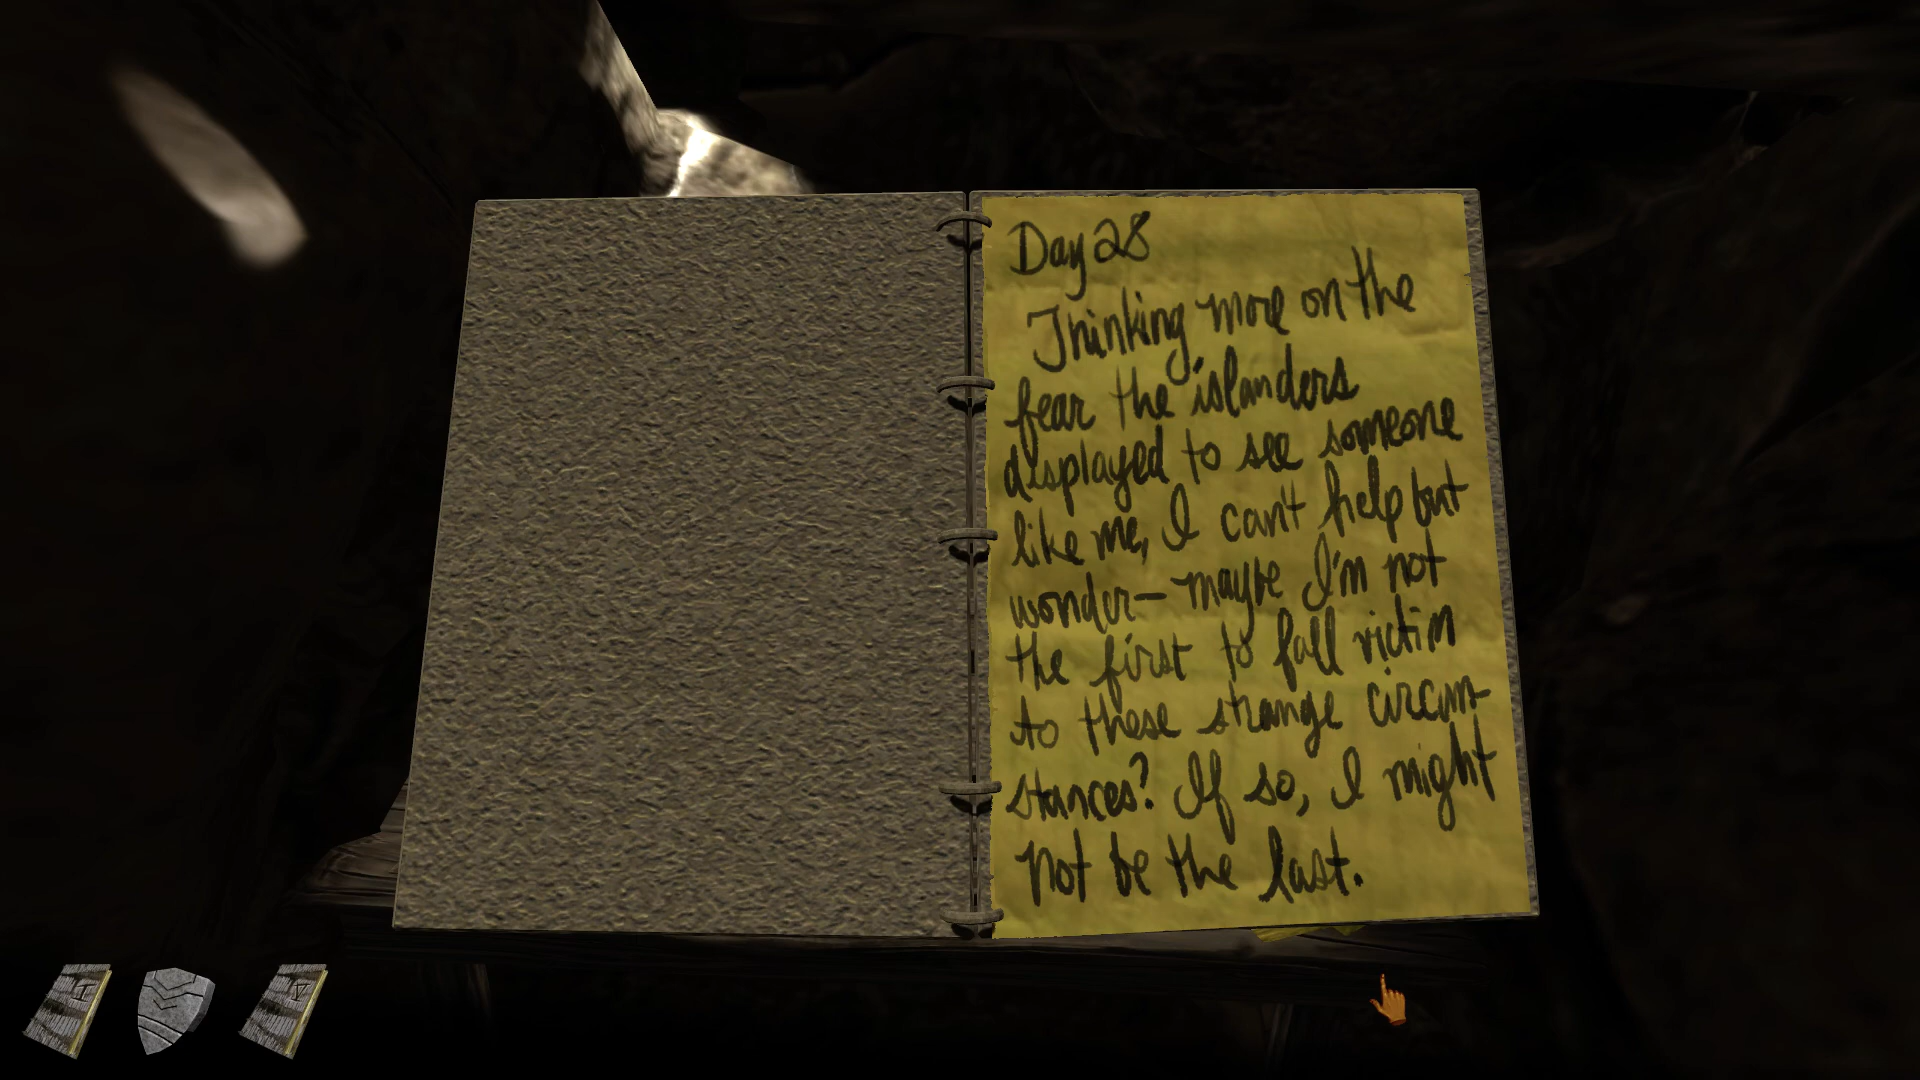 Day 28
Thinking more on the
fear the islanders
displayed to see someone
like me, I can't help but
wonder— maybe I'm not
the first to fall victim
to these strange circum-
stances? If so, I might
not be the last.